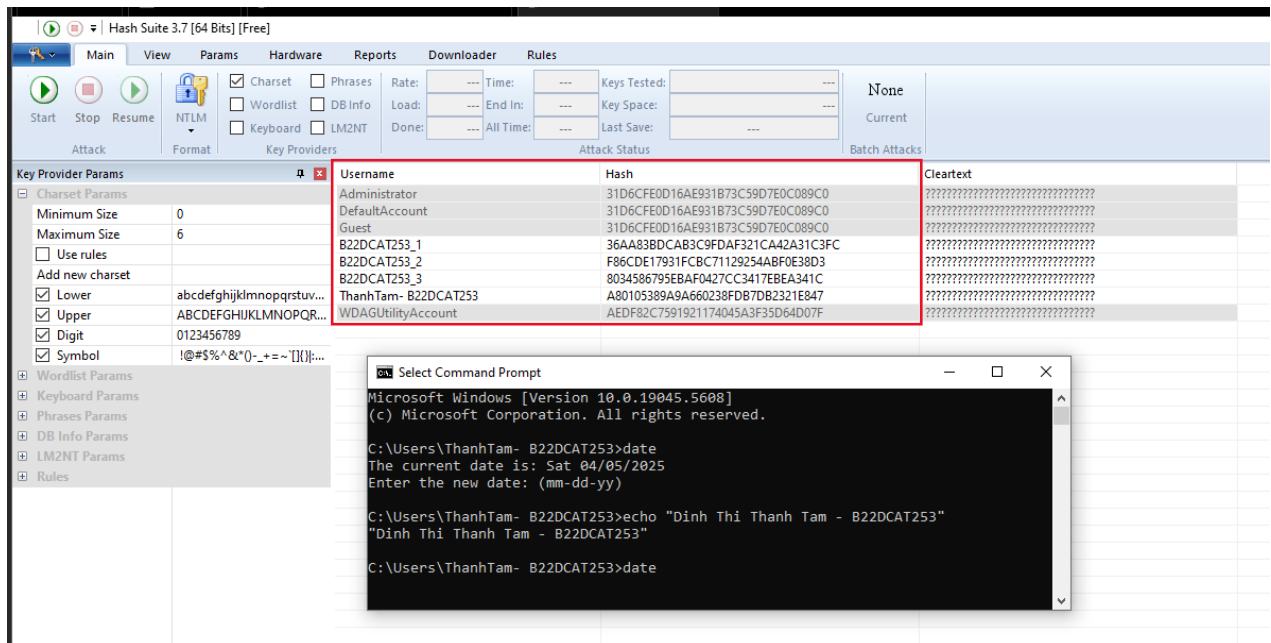 Hash Suite 3.7 [64 Bits] [Free]
Main View Params Hardware Reports Downloader Rules
Charset Phrases Rate: --- Time: --- Keys Tested: ---
Wordlist DB Info Load: --- End In: --- Key Space: ---
Keyboard LM2NT Done: --- All Time: --- Last Save: ---
Start Stop Resume NTLM None Current
Attack Format Key Providers Attack Status Batch Attacks
Key Provider Params
Charset Params
Minimum Size 0
Maximum Size 6
Use rules
Add new charset
Lower abcdefghijklmnopqrstuv...
Upper ABCDEFGHIJKLMNOPQR...
Digit 0123456789
Symbol !@#$%^&*()-_+=~`[]{}|:...
Wordlist Params
Keyboard Params
Phrases Params
DB Info Params
LM2NT Params
Rules
Username Hash Cleartext
Administrator 31D6CFE0D16AE931B73C59D7E0C089C0 ????????????????????????????????
DefaultAccount 31D6CFE0D16AE931B73C59D7E0C089C0 ????????????????????????????????
Guest 31D6CFE0D16AE931B73C59D7E0C089C0 ????????????????????????????????
B22DCAT253_1 36AA83BDCAB3C9FDAF321CA42A31C3FC ????????????????????????????????
B22DCAT253_2 F86CDE17931FCBC71129254ABF0E38D3 ????????????????????????????????
B22DCAT253_3 8034586795EBAF0427CC3417EBEA341C ????????????????????????????????
ThanhTam- B22DCAT253 A80105389A9A660238FDB7DB2321E847 ????????????????????????????????
WDAGUtilityAccount AEDF82C7591921174045A3F35D64D07F ????????????????????????????????
Select Command Prompt
Microsoft Windows [Version 10.0.19045.5608]
(c) Microsoft Corporation. All rights reserved.
C:\Users\ThanhTam- B22DCAT253>date
The current date is: Sat 04/05/2025
Enter the new date: (mm-dd-yy)
C:\Users\ThanhTam- B22DCAT253>echo "Dinh Thi Thanh Tam - B22DCAT253"
"Dinh Thi Thanh Tam - B22DCAT253"
C:\Users\ThanhTam- B22DCAT253>date